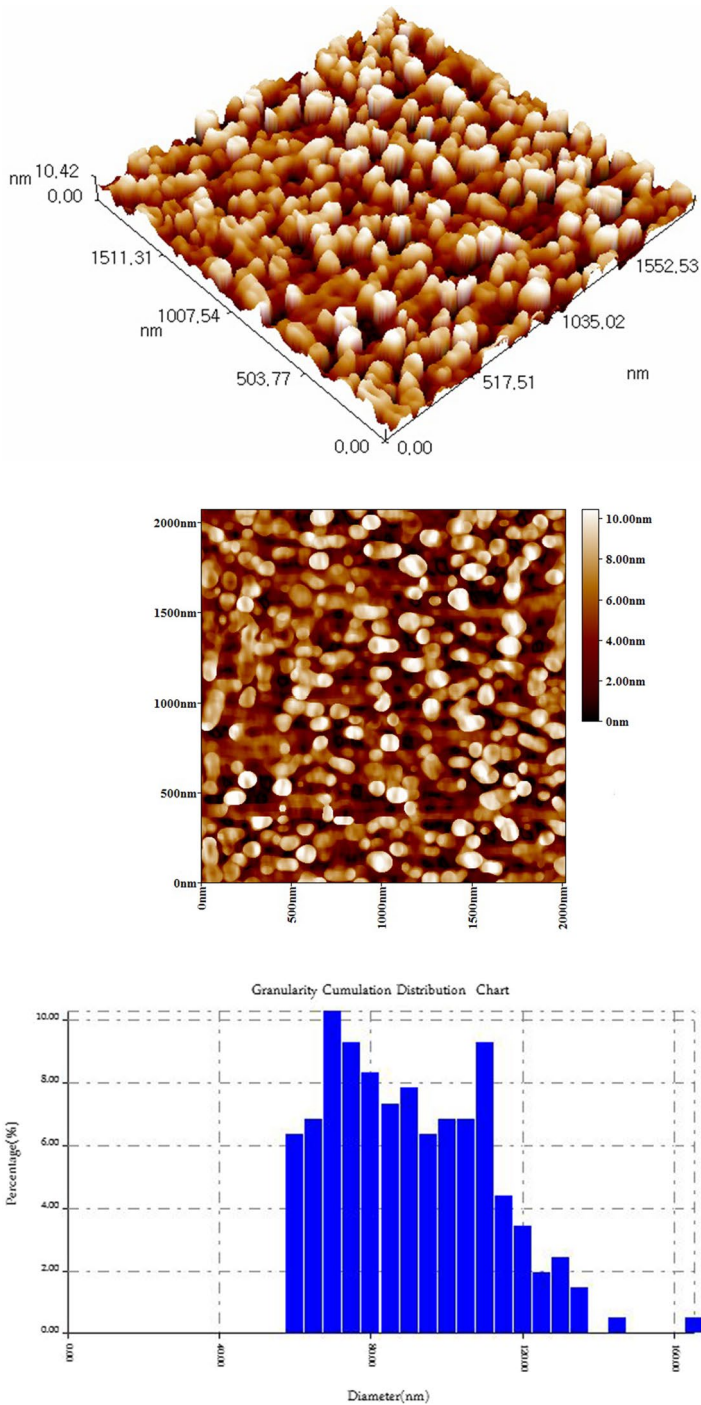 nm 10.42
0.00
1511.31
1007.54
nm
503.77
0.00
0.00
517.51
1035.02
1552.53
nm
2000nm
1500nm
1000nm
500nm
0nm
0nm
500nm
1000nm
1500nm
2000nm
10.00nm
8.00nm
6.00nm
4.00nm
2.00nm
0nm
Granularity Cumulation Distribution Chart
Percentage(%)
10.00
8.00
6.00
4.00
2.00
0.00
Diameter(nm)